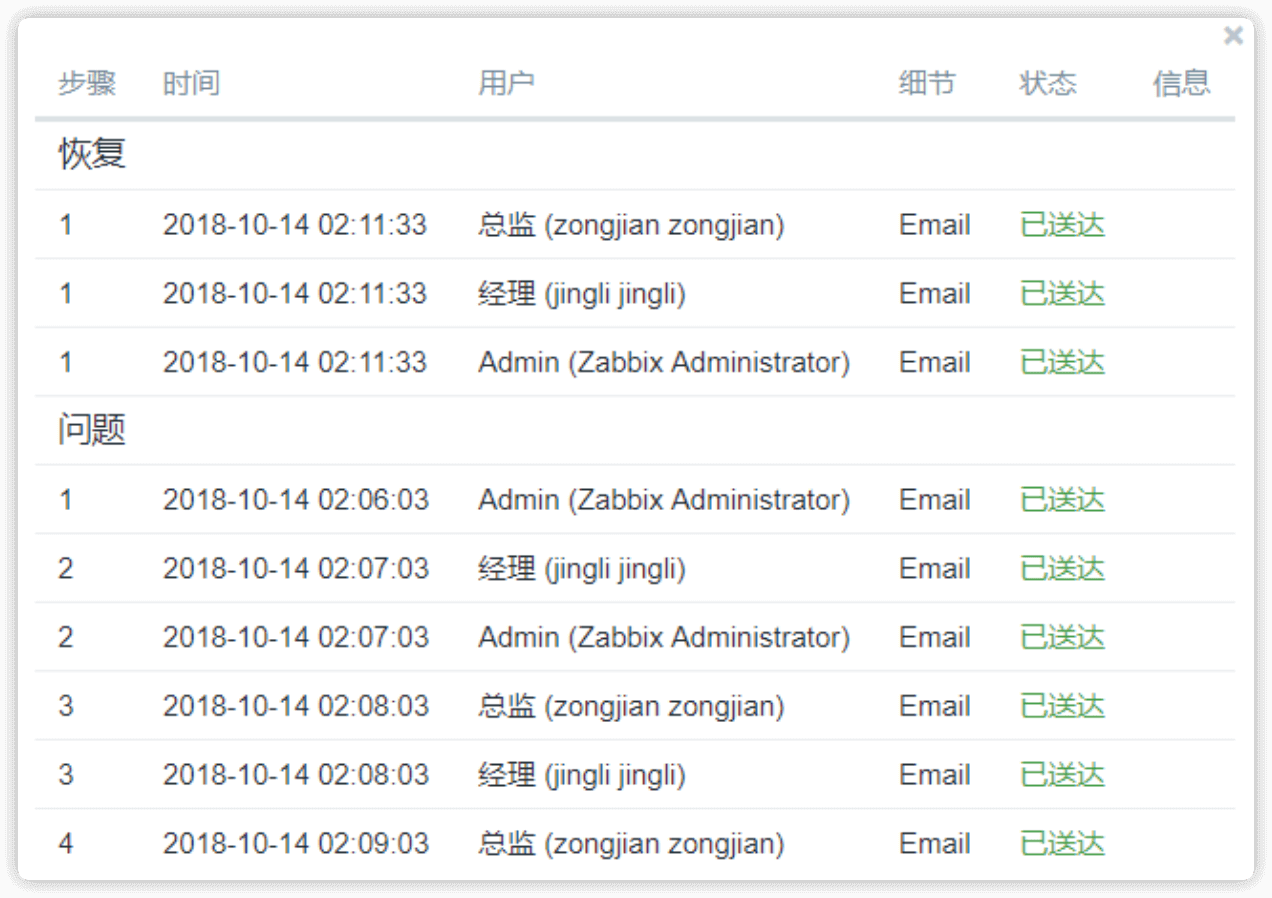 步骤 时间 用户 细节 状态 信息
恢复
1 2018-10-14 02:11:33 总监 (zongjian zongjian) Email 已送达
1 2018-10-14 02:11:33 经理 (jingli jingli) Email 已送达
1 2018-10-14 02:11:33 Admin (Zabbix Administrator) Email 已送达
问题
1 2018-10-14 02:06:03 Admin (Zabbix Administrator) Email 已送达
2 2018-10-14 02:07:03 经理 (jingli jingli) Email 已送达
2 2018-10-14 02:07:03 Admin (Zabbix Administrator) Email 已送达
3 2018-10-14 02:08:03 总监 (zongjian zongjian) Email 已送达
3 2018-10-14 02:08:03 经理 (jingli jingli) Email 已送达
4 2018-10-14 02:09:03 总监 (zongjian zongjian) Email 已送达